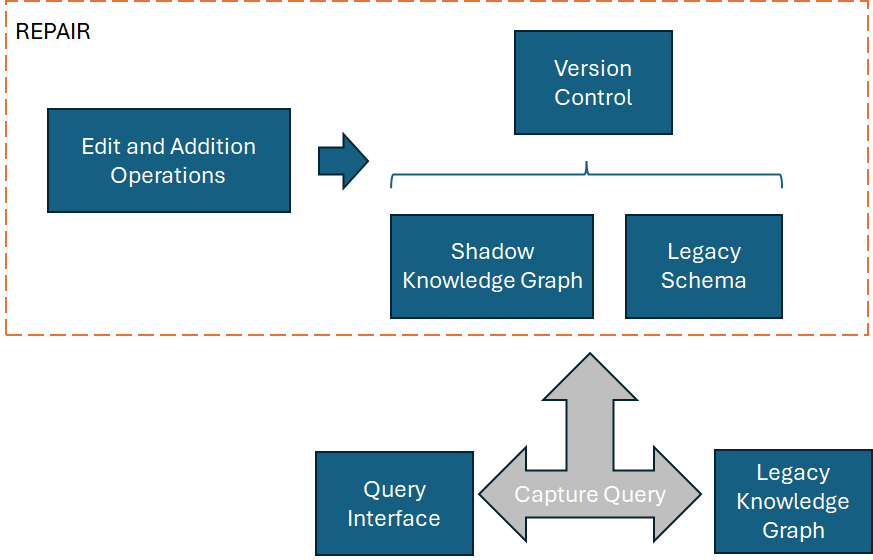 REPAIR
Version
Control
Edit and Addition
Operations
Shadow
Knowledge Graph
Legacy
Schema
Query
Interface
Capture Query
Legacy
Knowledge
Graph